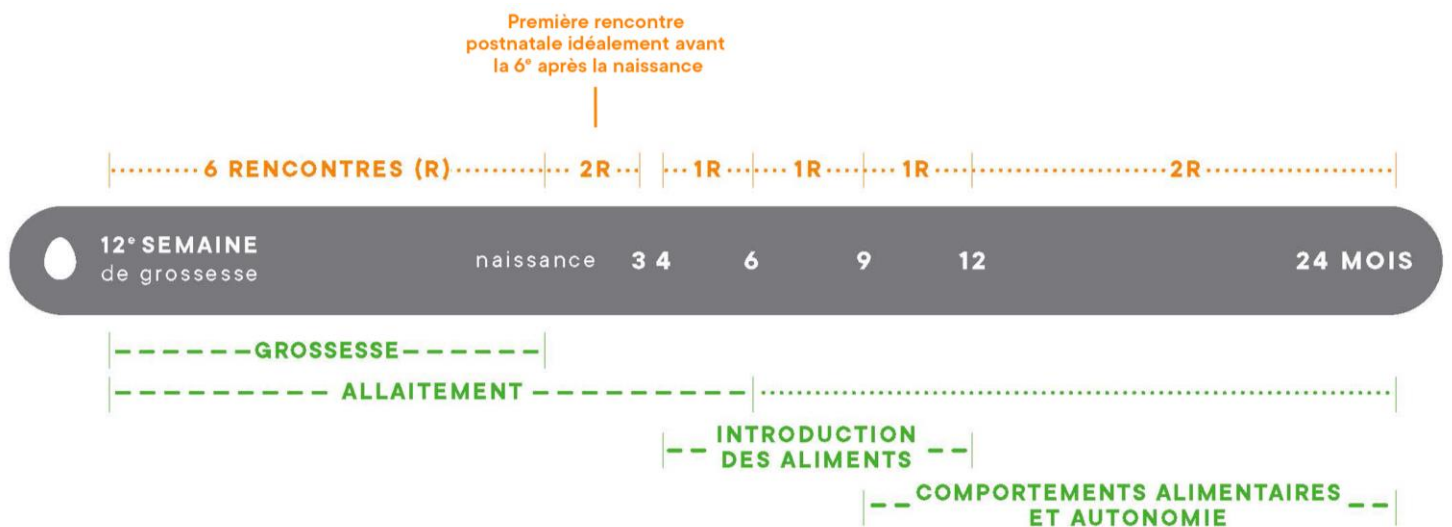 Première rencontre
postnatale idéalement avant
la 6e après la naissance
6 RENCONTRES (R) 2R 1R 1R 1R 2R
12e SEMAINE
de grossesse
naissance 3 4 6 9 12 24 MOIS
GROSSESSE
ALLAITEMENT
INTRODUCTION
DES ALIMENTS
COMPORTEMENTS ALIMENTAIRES
ET AUTONOMIE